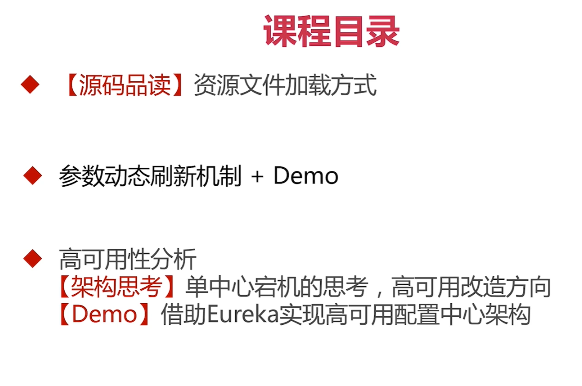 课程目录
【源码品读】资源文件加载方式
参数动态刷新机制 + Demo
高可用性分析
【架构思考】单中心宕机的思考，高可用改造方向
【Demo】借助Eureka实现高可用配置中心架构